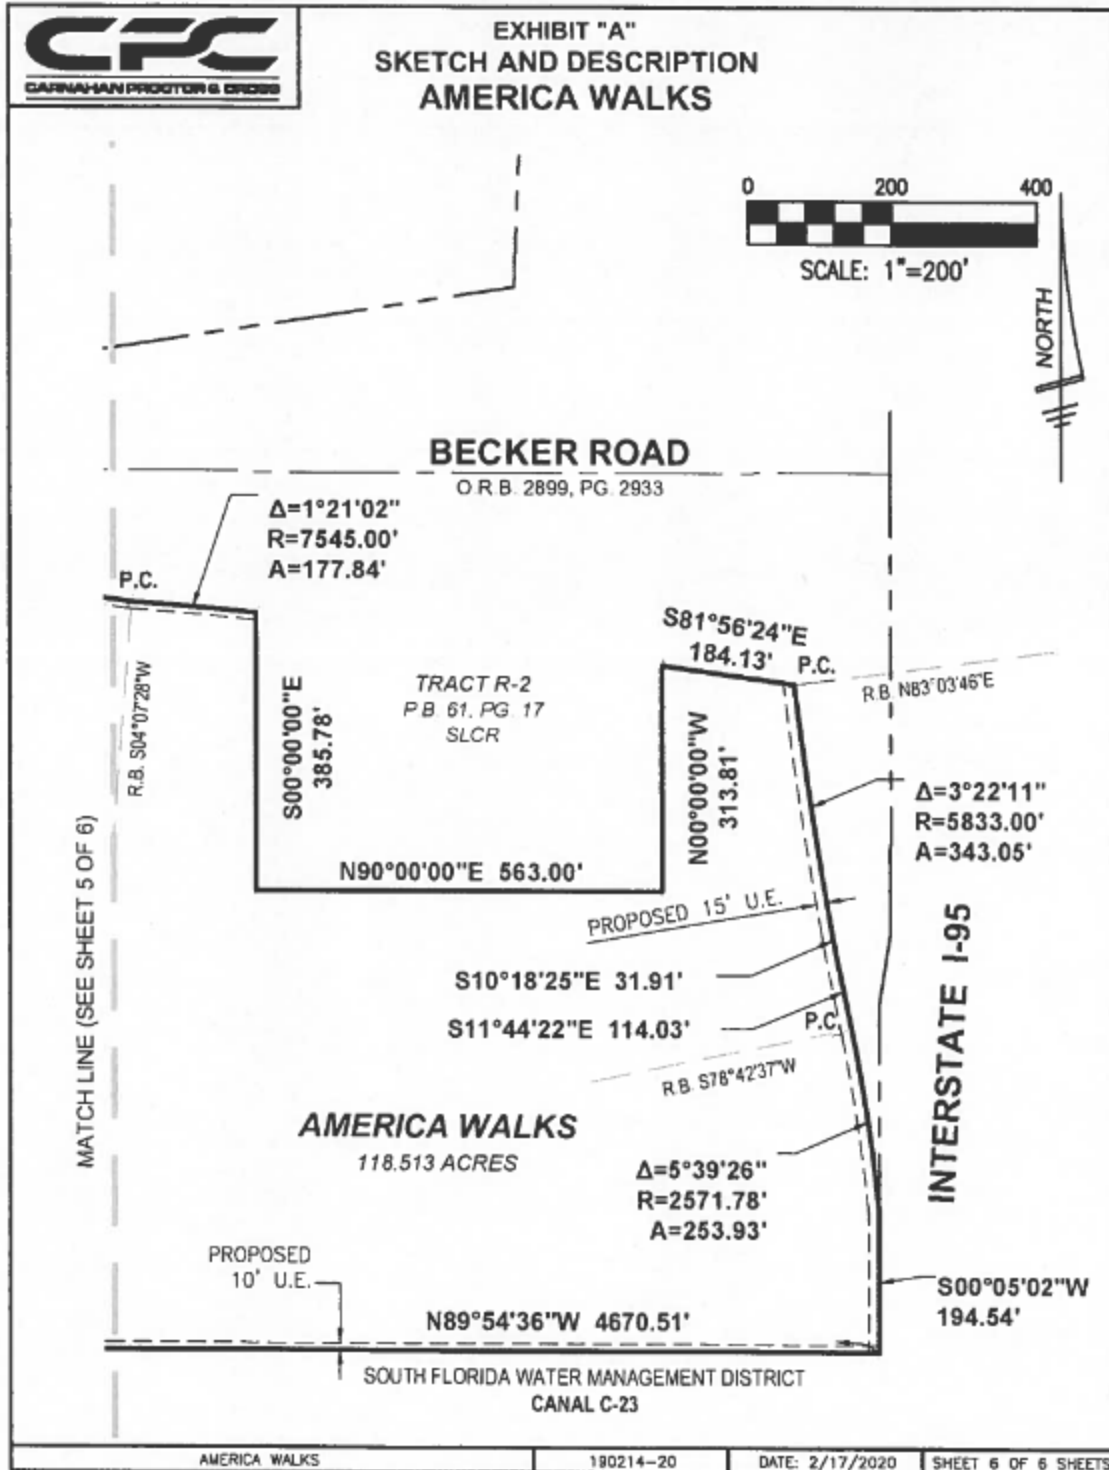 CPC
CARNAHAN PROCTOR & CROSS
EXHIBIT "A"
SKETCH AND DESCRIPTION
AMERICA WALKS
0 200 400
SCALE: 1"=200'
NORTH
BECKER ROAD
O.R.B. 2899, PG. 2933
Δ=1°21'02"
R=7545.00'
A=177.84'
P.C.
R.B. S04°07'28"W
S00°00'00"E
385.78'
TRACT R-2
P.B. 61, PG. 17
SLCR
S81°56'24"E
184.13'
P.C.
R.B. N83°03'46"E
N00°00'00"W
313.81'
Δ=3°22'11"
R=5833.00'
A=343.05'
N90°00'00"E 563.00'
PROPOSED 15' U.E.
S10°18'25"E 31.91'
S11°44'22"E 114.03'
P.C.
R.B. S78°42'37"W
INTERSTATE I-95
MATCH LINE (SEE SHEET 5 OF 6)
AMERICA WALKS
118.513 ACRES
Δ=5°39'26"
R=2571.78'
A=253.93'
PROPOSED
10' U.E.
S00°05'02"W
194.54'
N89°54'36"W 4670.51'
SOUTH FLORIDA WATER MANAGEMENT DISTRICT
CANAL C-23
AMERICA WALKS
190214-20
DATE: 2/17/2020
SHEET 6 OF 6 SHEETS